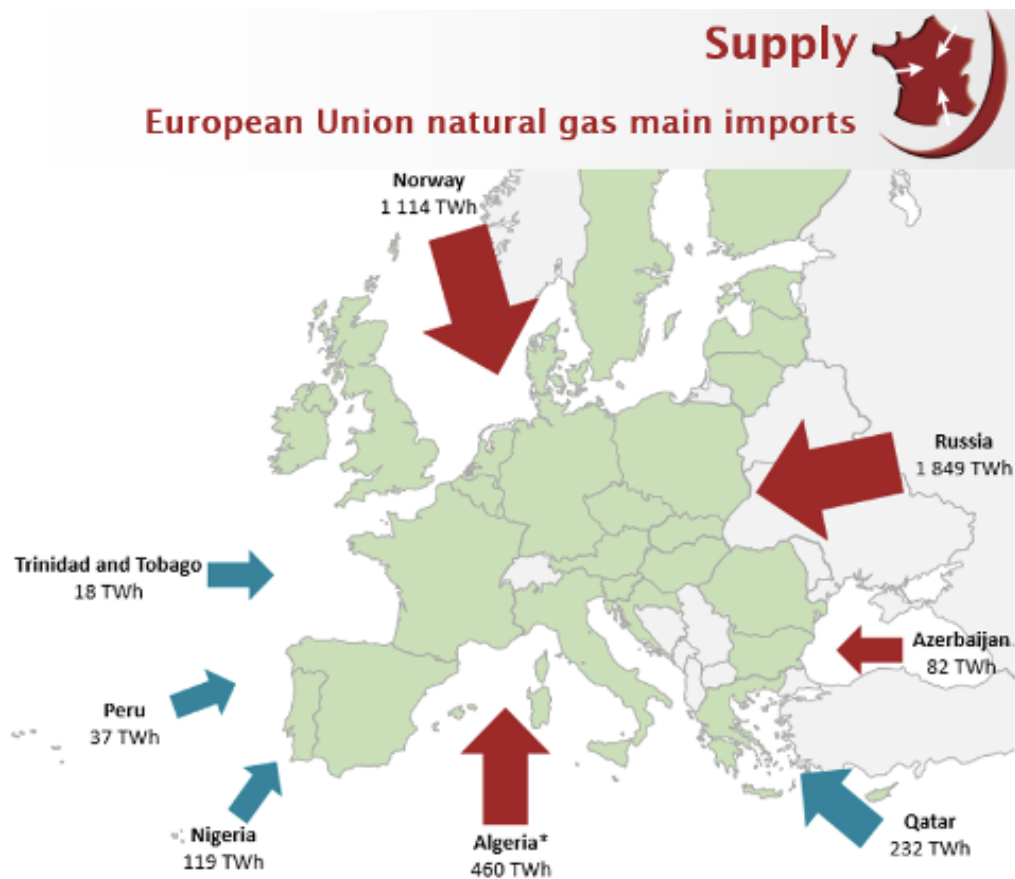 Supply
European Union natural gas main imports
Norway
1 114 TWh
Russia
1 849 TWh
Trinidad and Tobago
18 TWh
Azerbaijan
82 TWh
Peru
37 TWh
Nigeria
119 TWh
Algeria*
460 TWh
Qatar
232 TWh